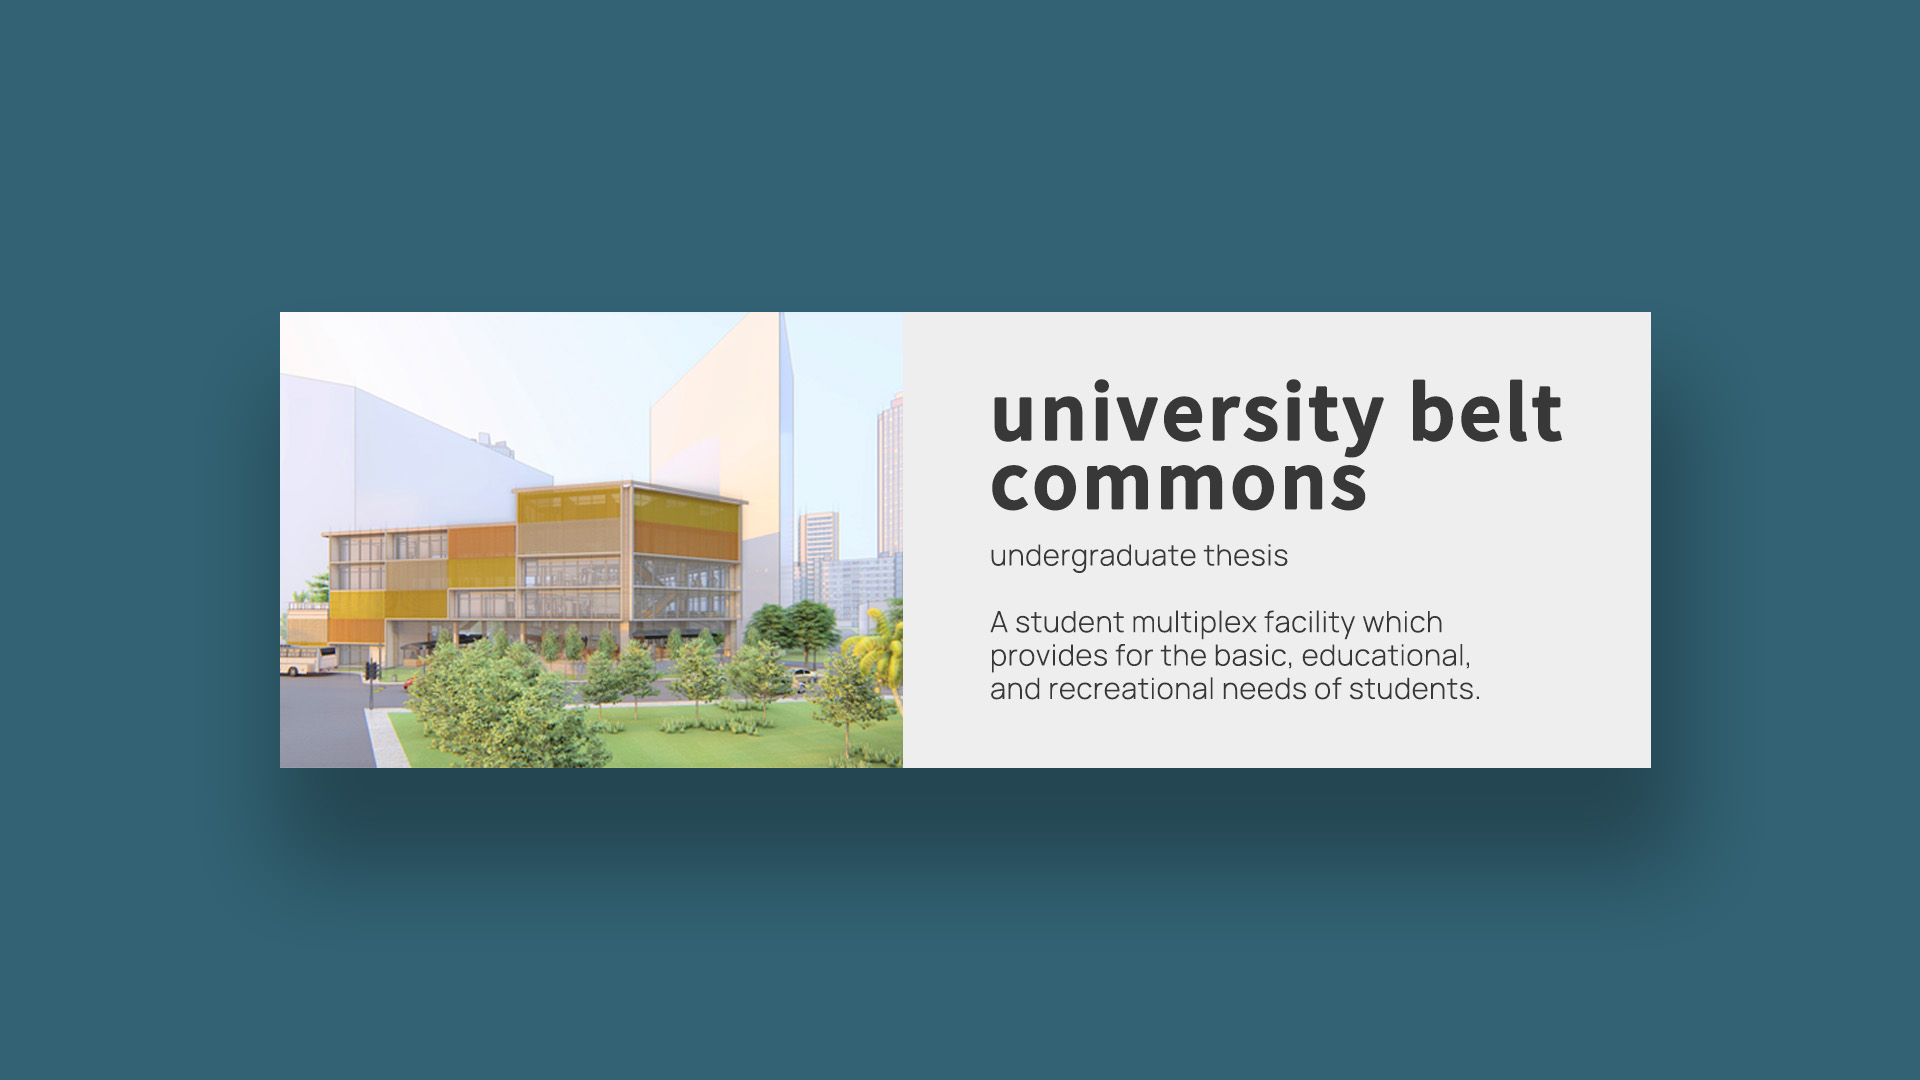 university belt
commons
undergraduate thesis
A student multiplex facility which
provides for the basic, educational,
and recreational needs of students.